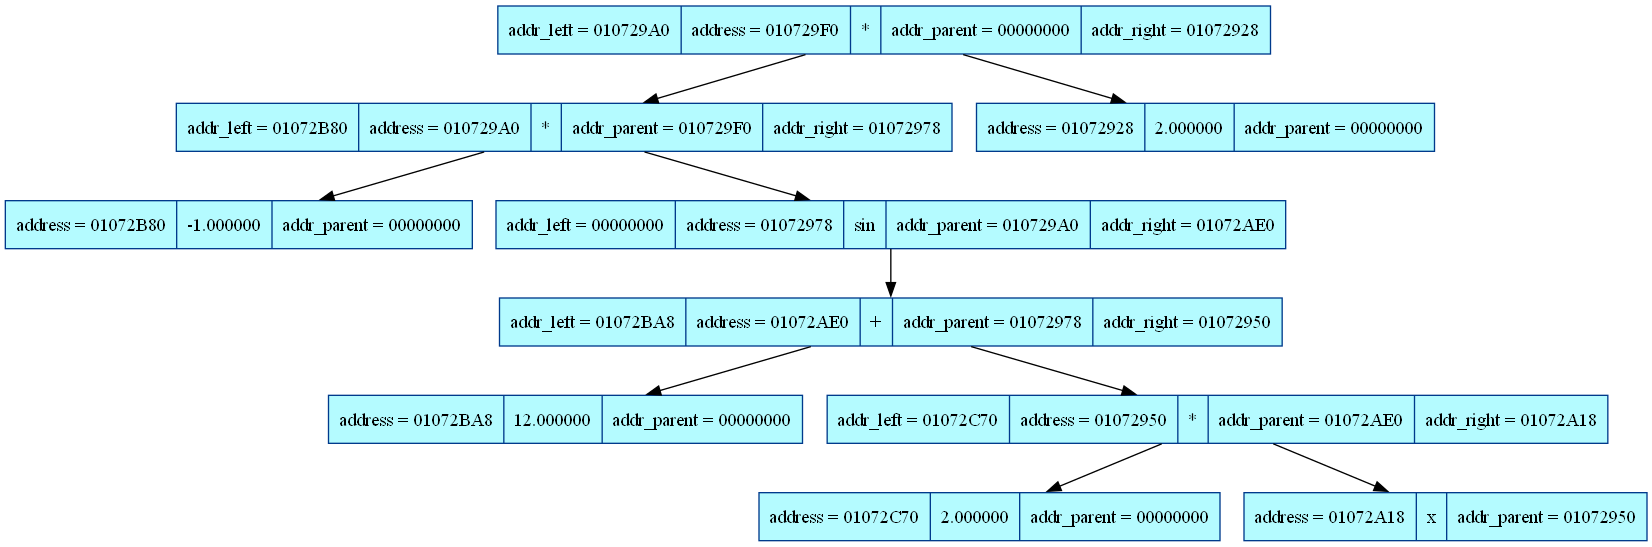 addr_left = 010729A0 address = 010729F0 * addr_parent = 00000000 addr_right = 01072928
addr_left = 01072B80 address = 010729A0 * addr_parent = 010729F0 addr_right = 01072978
address = 01072928 2.000000 addr_parent = 00000000
address = 01072B80 -1.000000 addr_parent = 00000000
addr_left = 00000000 address = 01072978 sin addr_parent = 010729A0 addr_right = 01072AE0
addr_left = 01072BA8 address = 01072AE0 + addr_parent = 01072978 addr_right = 01072950
address = 01072BA8 12.000000 addr_parent = 00000000
addr_left = 01072C70 address = 01072950 * addr_parent = 01072AE0 addr_right = 01072A18
address = 01072C70 2.000000 addr_parent = 00000000
address = 01072A18 x addr_parent = 01072950